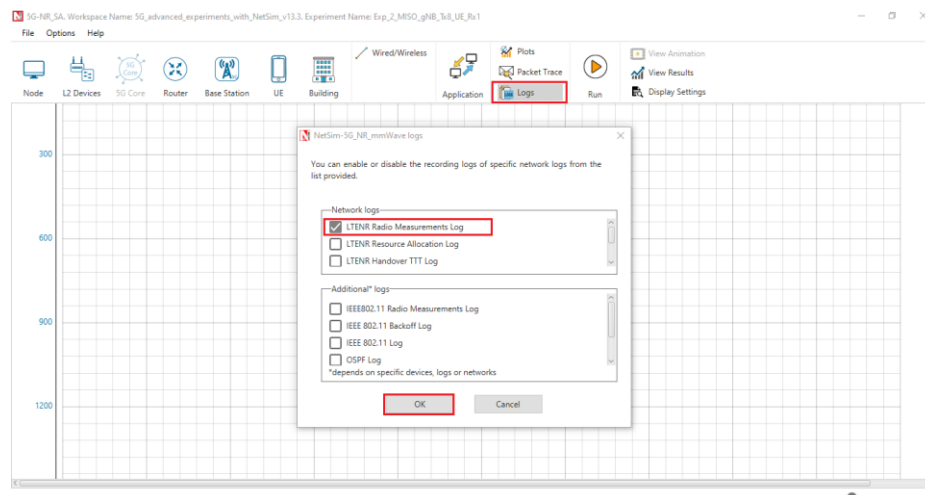 5G-NR_SA. Workspace Name: 5G_advanced_experiments_with_NetSim_v13.3. Experiment Name: Exp_2_MISO_gNB_Tx8_UE_Rx1
File Options Help
Node
L2 Devices
5G Core
5G Core
Router
Base Station
UE
Building
Wired/Wireless
Application
Plots
Packet Trace
Logs
Run
View Animation
View Results
Display Settings
NetSim-5G_NR_mmWave logs
You can enable or disable the recording logs of specific network logs from the
list provided.
Network logs
LTENR Radio Measurements Log
LTENR Resource Allocation Log
LTENR Handover TTT Log
Additional* logs
IEEE802.11 Radio Measurements Log
IEEE 802.11 Backoff Log
IEEE 802.11 Log
OSPF Log
*depends on specific devices, logs or networks
OK
Cancel
300
600
900
1200